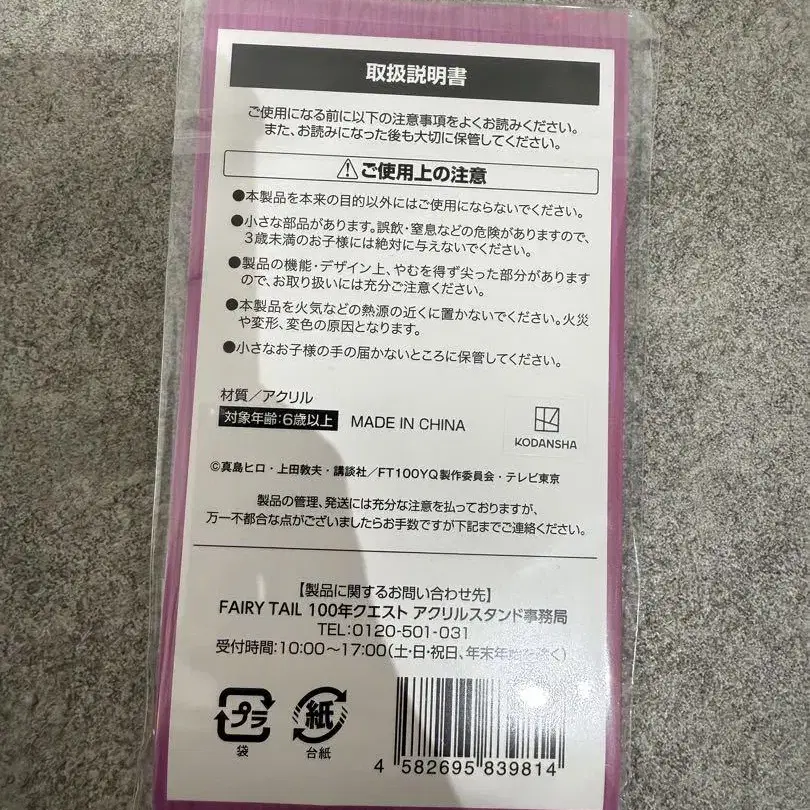 取扱説明書
ご使用になる前に以下の注意事項をよくお読みください。
また、お読みになった後も大切に保管してください。
ご使用上の注意
●本製品を本来の目的以外にはご使用にならないでください。
●小さな部品があります。誤飲・窒息などの危険がありますので、
3歳未満のお子様には絶対に与えないでください。
●製品の機能・デザイン上、やむを得ず尖った部分があります
ので、お取り扱いには充分ご注意ください。
●本製品を火気などの熱源の近くに置かないでください。火災
や変形、変色の原因となります。
●小さなお子様の手の届かないところに保管してください。
材質/アクリル
対象年齢:6歳以上 MADE IN CHINA
KODANSHA
©真島ヒロ・上田敦夫・講談社/FT100YQ製作委員会・テレビ東京
製品の管理、発送には充分な注意を払っておりますが、
万一不都合な点がございましたらお手数ですが下記までご連絡ください。
【製品に関するお問い合わせ先】
FAIRY TAIL 100年クエスト アクリルスタンド事務局
TEL:0120-501-031
受付時間:10:00〜17:00(土・日・祝日、年末年始を除く)
プラ
袋
紙
台紙
4 582695 839814